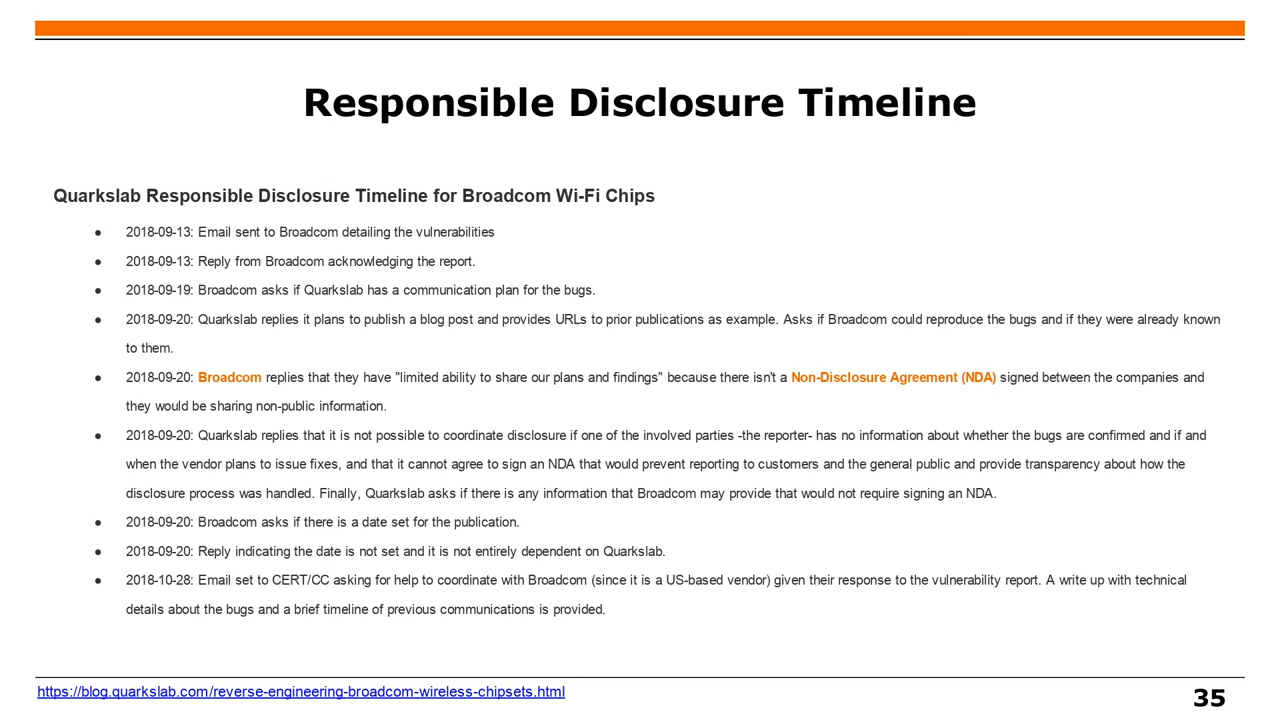 Responsible Disclosure Timeline
Quarkslab Responsible Disclosure Timeline for Broadcom Wi-Fi Chips
● 2018-09-13: Email sent to Broadcom detailing the vulnerabilities
● 2018-09-13: Reply from Broadcom acknowledging the report.
● 2018-09-19: Broadcom asks if Quarkslab has a communication plan for the bugs.
● 2018-09-20: Quarkslab replies it plans to publish a blog post and provides URLs to prior publications as example. Asks if Broadcom could reproduce the bugs and if they were already known
to them.
● 2018-09-20: Broadcom replies that they have "limited ability to share our plans and findings" because there isn't a Non-Disclosure Agreement (NDA) signed between the companies and
they would be sharing non-public information.
● 2018-09-20: Quarkslab replies that it is not possible to coordinate disclosure if one of the involved parties -the reporter- has no information about whether the bugs are confirmed and if and
when the vendor plans to issue fixes, and that it cannot agree to sign an NDA that would prevent reporting to customers and the general public and provide transparency about how the
disclosure process was handled. Finally, Quarkslab asks if there is any information that Broadcom may provide that would not require signing an NDA.
● 2018-09-20: Broadcom asks if there is a date set for the publication.
● 2018-09-20: Reply indicating the date is not set and it is not entirely dependent on Quarkslab.
● 2018-10-28: Email set to CERT/CC asking for help to coordinate with Broadcom (since it is a US-based vendor) given their response to the vulnerability report. A write up with technical
details about the bugs and a brief timeline of previous communications is provided.
https://blog.quarkslab.com/reverse-engineering-broadcom-wireless-chipsets.html
35